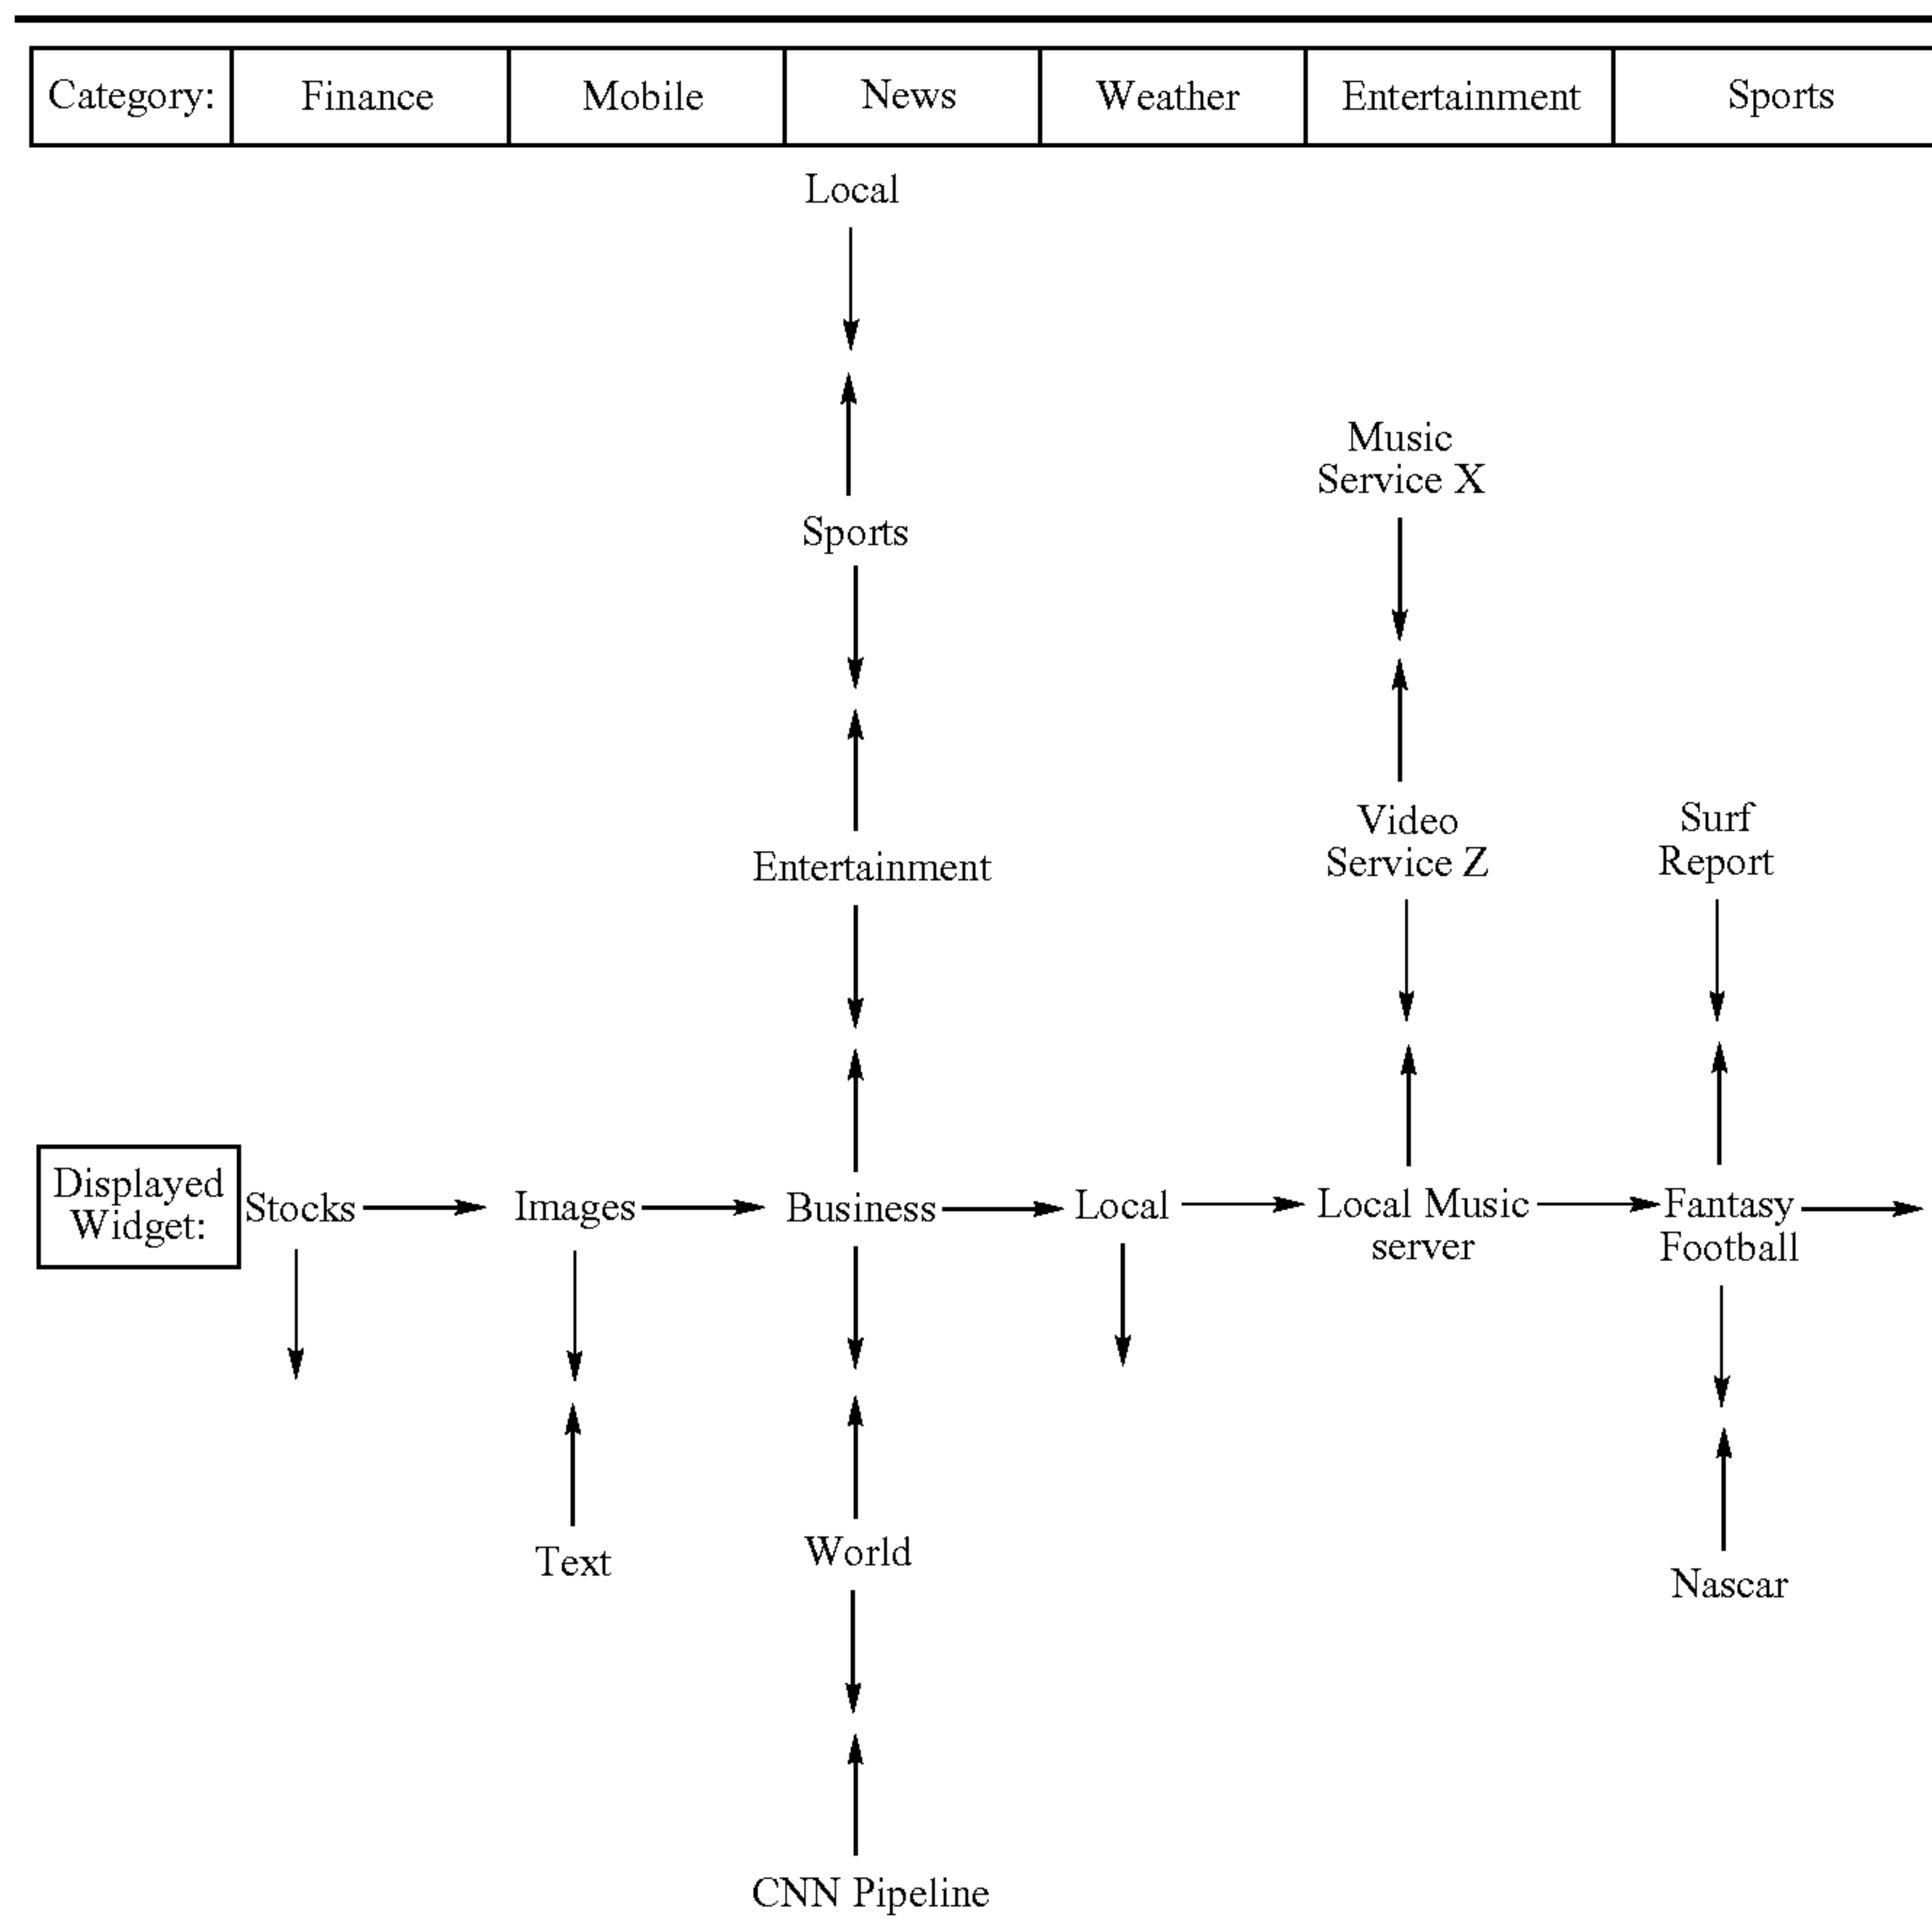 Category: Finance Mobile News Weather Entertainment Sports
Local
Music
Service X
Sports
Video
Service Z
Surf
Report
Entertainment
Displayed
Widget:
Stocks Images Business Local Local Music
server
Fantasy
Football
Text
World
Nascar
CNN Pipeline